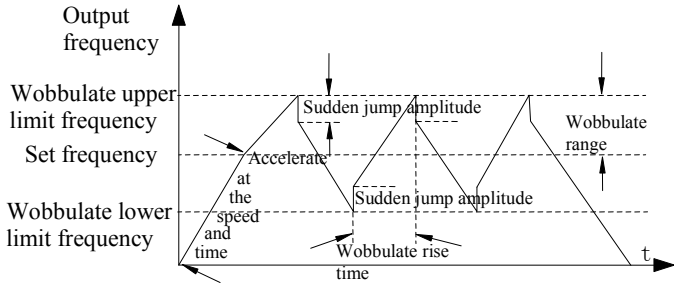 Output
frequency
Wobbulate upper
limit frequency
Sudden jump amplitude
Wobbulate
range
Set frequency
Accelerate
at
the
speed
and
time
Sudden jump amplitude
Wobbulate lower
limit frequency
Wobbulate rise
time
t